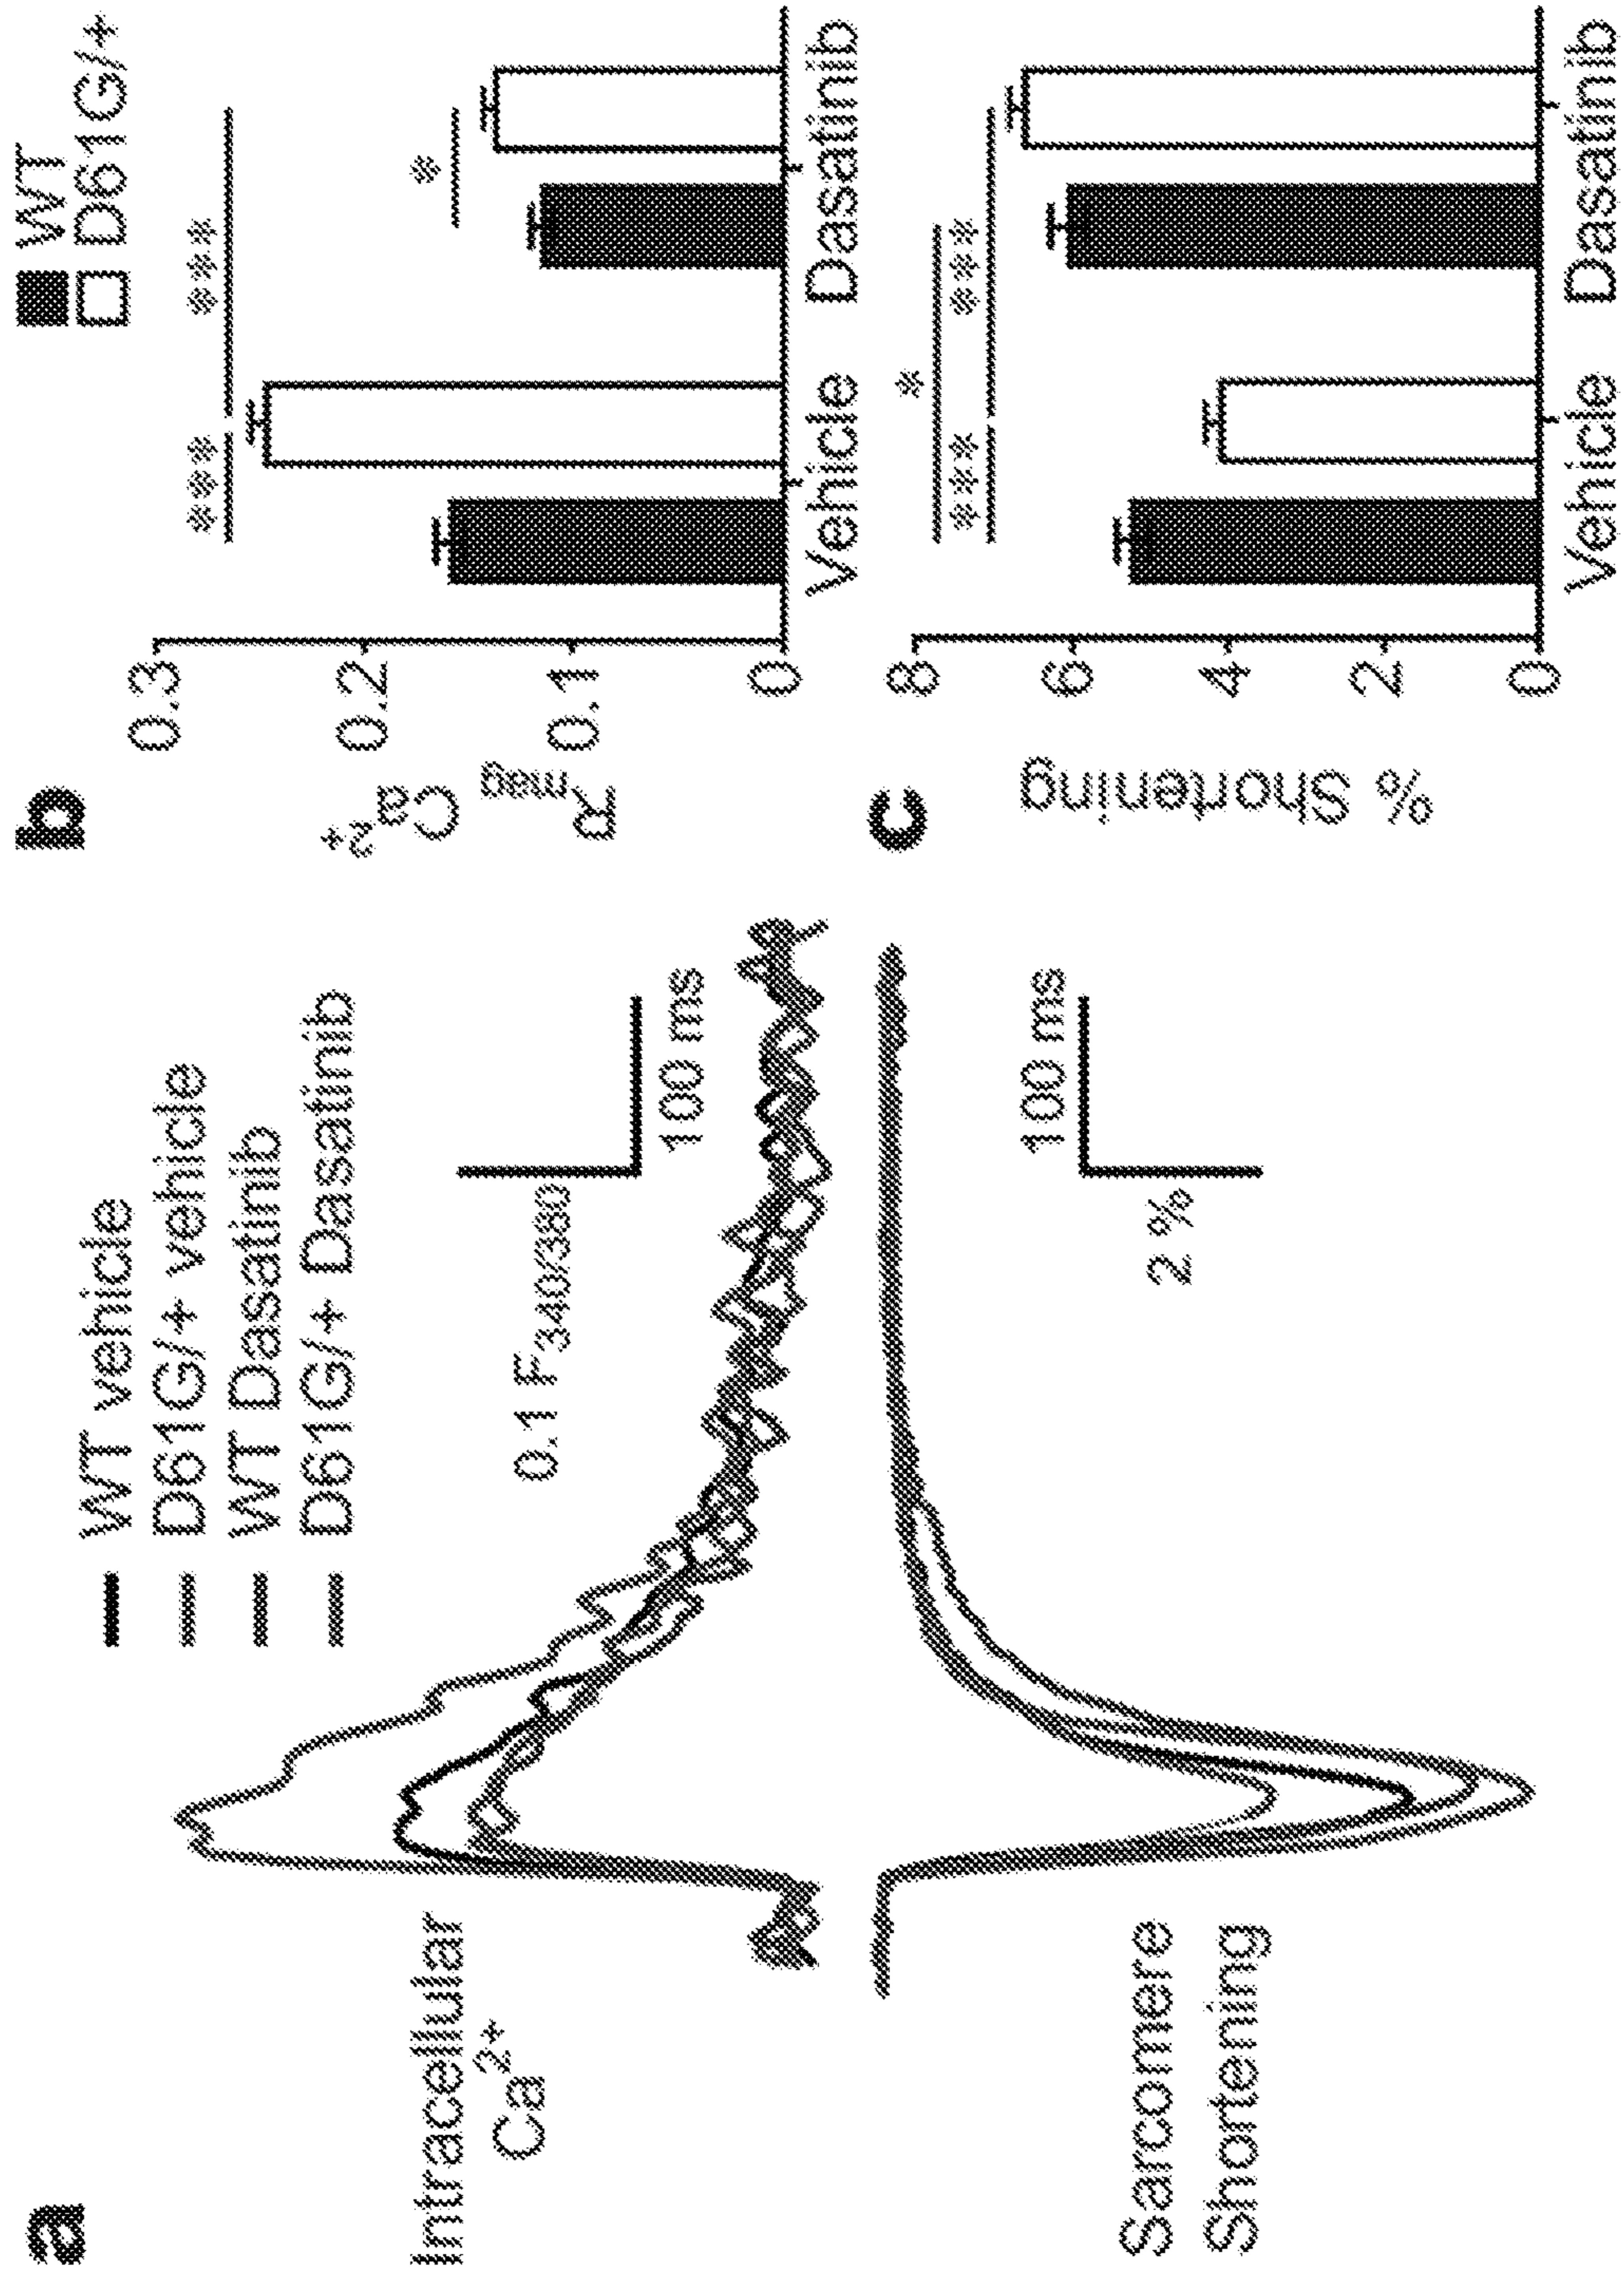 a
WT vehicle
D61G/+ vehicle
WT Dasatinib
D61G/+ Dasatinib
Intracellular
Ca2+
0.1 F340/380
100 ms
Sarcomere
Shortening
100 ms
2 %
b
WT
D61G/+
Ca2+
Rmag
0.3
0.2
0.1
0
***
***
*
Vehicle
Dasatinib
c
% Shortening
8
6
4
2
0
*
***
***
Vehicle
Dasatinib